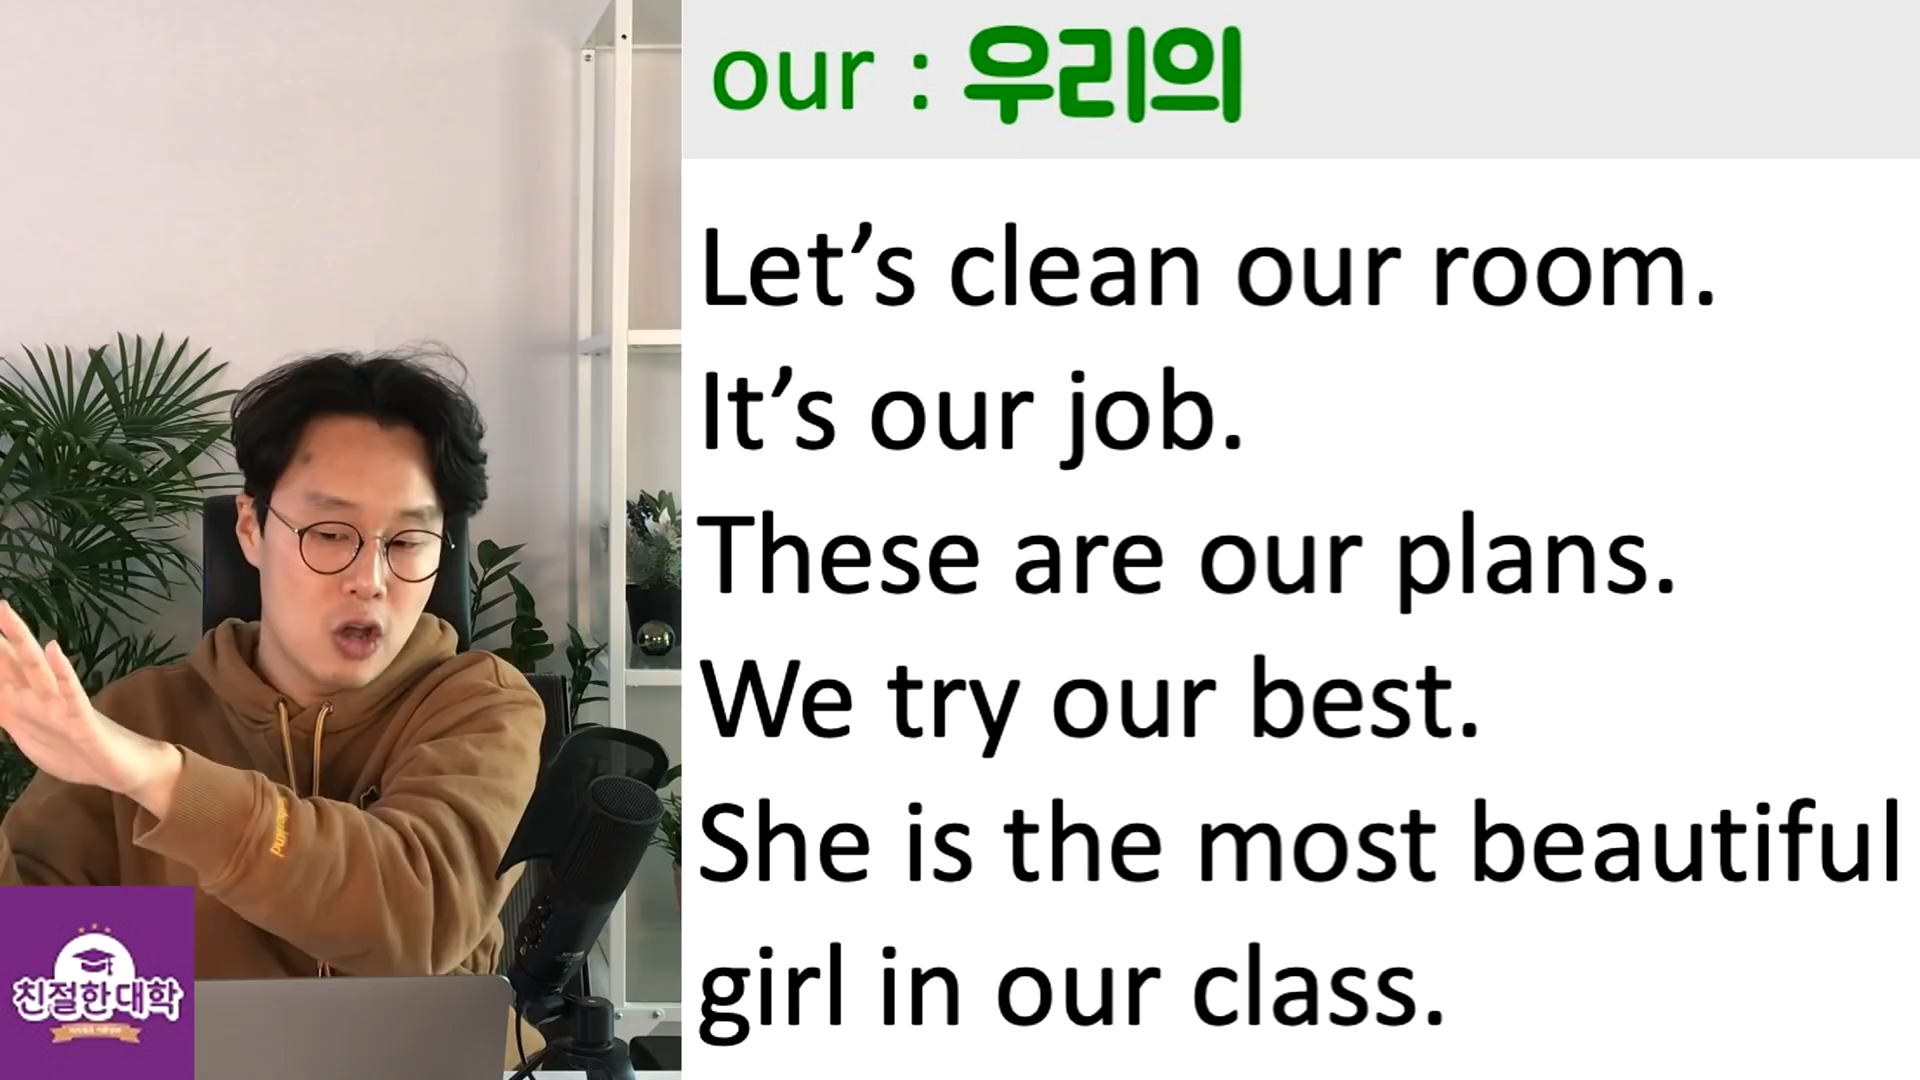 our : 우리의
Let’s clean our room.
It’s our job.
These are our plans.
We try our best.
She is the most beautiful
girl in our class.
친절한대학